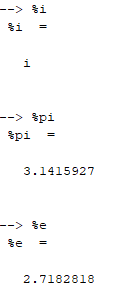 --> %i
%i  =
i
--> %pi
%pi  =
3.1415927
--> %e
%e  =
2.7182818